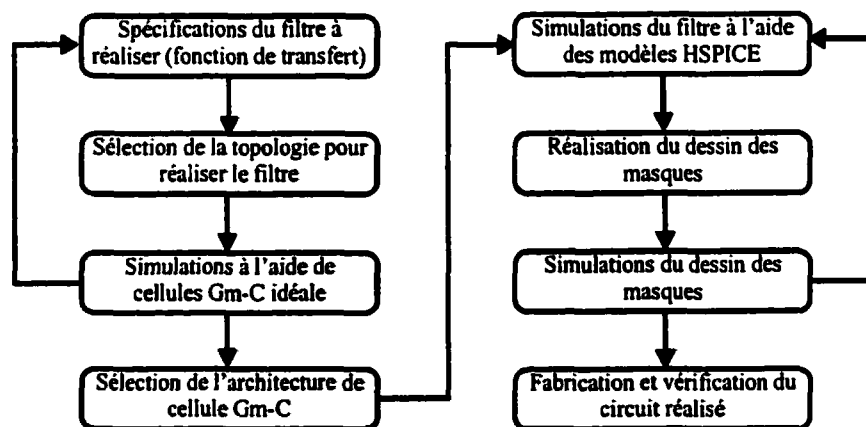 Spécifications du filtre à
réaliser (fonction de transfert)
Sélection de la topologie pour
réaliser le filtre
Simulations à l'aide de
cellules Gm-C idéale
Sélection de l'architecture de
cellule Gm-C
Simulations du filtre à l'aide
des modèles HSPICE
Réalisation du dessin des
masques
Simulations du dessin des
masques
Fabrication et vérification du
circuit réalisé